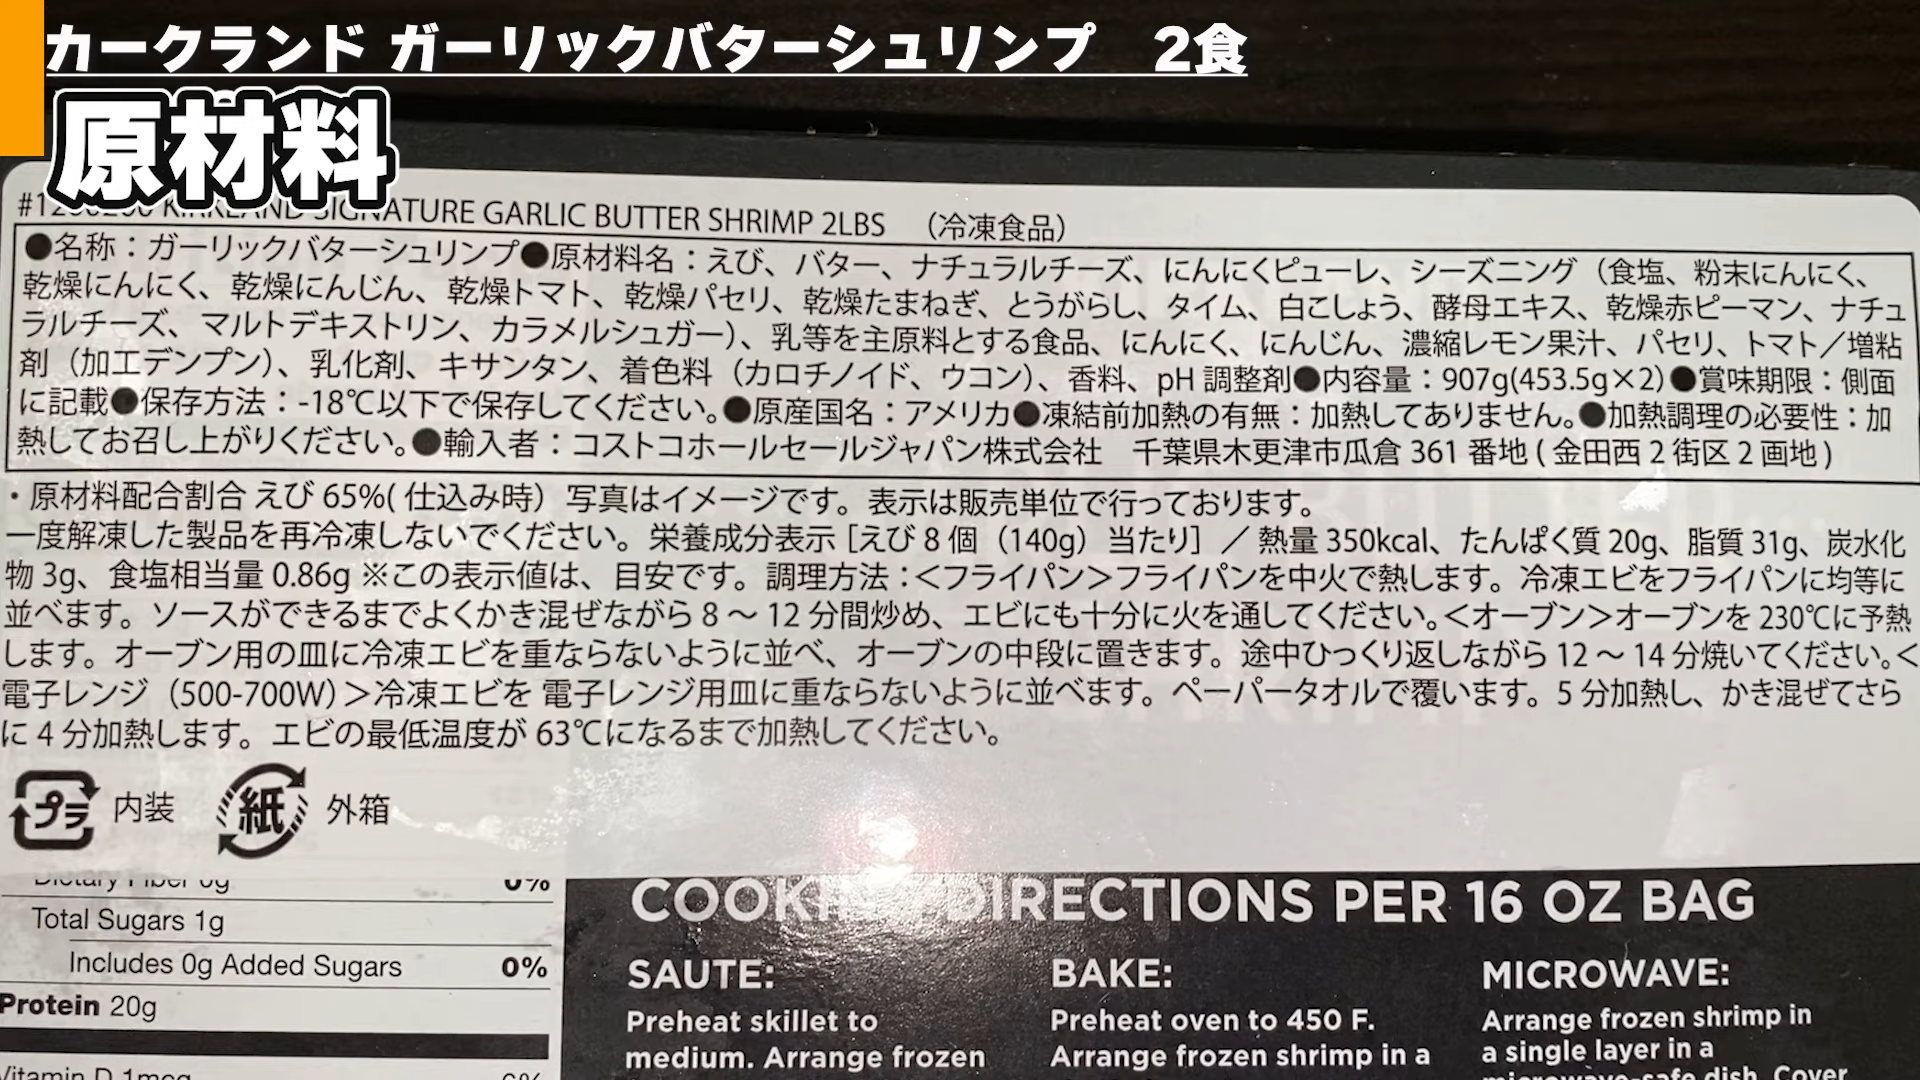 カークランド ガーリックバターシュリンプ　2食
原材料
SIGNATURE GARLIC BUTTER SHRIMP 2LBS （冷凍食品）
●名称：ガーリックバターシュリンプ●原材料名：えび、バター、ナチュラルチーズ、にんにくピューレ、シーズニング（食塩、粉末にんにく、
乾燥にんにく、乾燥にんじん、乾燥トマト、乾燥パセリ、乾燥たまねぎ、とうがらし、タイム、白こしょう、酵母エキス、乾燥赤ピーマン、ナチュ
ラルチーズ、マルトデキストリン、カラメルシュガー）、乳等を主原料とする食品、にんにく、にんじん、濃縮レモン果汁、パセリ、トマト／増粘
剤（加工デンプン）、乳化剤、キサンタン、着色料（カロチノイド、ウコン）、香料、pH 調整剤●内容量：907g(453.5g×2)●賞味期限：側面
に記載●保存方法：-18℃以下で保存してください。●原産国名：アメリカ●凍結前加熱の有無：加熱してありません。●加熱調理の必要性：加
熱してお召し上がりください。●輸入者：コストコホールセールジャパン株式会社　千葉県木更津市瓜倉 361 番地 ( 金田西 2 街区 2 画地 )
・原材料配合割合 えび 65%( 仕込み時）写真はイメージです。表示は販売単位で行っております。
一度解凍した製品を再冷凍しないでください。栄養成分表示［えび 8 個（140g）当たり］／熱量 350kcal、たんぱく質 20g、脂質 31g、炭水化
物 3g、食塩相当量 0.86g ※この表示値は、目安です。調理方法：＜フライパン＞フライパンを中火で熱します。冷凍エビをフライパンに均等に
並べます。ソースができるまでよくかき混ぜながら 8 ～ 12 分間炒め、エビにも十分に火を通してください。＜オーブン＞オーブンを 230℃に予熱
します。オーブン用の皿に冷凍エビを重ならないように並べ、オーブンの中段に置きます。途中ひっくり返しながら 12 ～ 14 分焼いてください。＜
電子レンジ（500-700W）＞冷凍エビを 電子レンジ用皿に重ならないように並べます。ペーパータオルで覆います。5 分加熱し、かき混ぜてさら
に 4 分加熱します。エビの最低温度が 63℃になるまで加熱してください。
プラ 内装 紙 外箱
Dietary Fiber 0g 0%
Total Sugars 1g
Includes 0g Added Sugars 0%
Protein 20g
Vitamin D 1mcg 6%
DIRECTIONS PER 16 OZ BAG
SAUTE:
Preheat skillet to
medium. Arrange frozen
BAKE:
Preheat oven to 450 F.
Arrange frozen shrimp in a
MICROWAVE:
Arrange frozen shrimp in
a single layer in a
microwave-safe dish. Cover